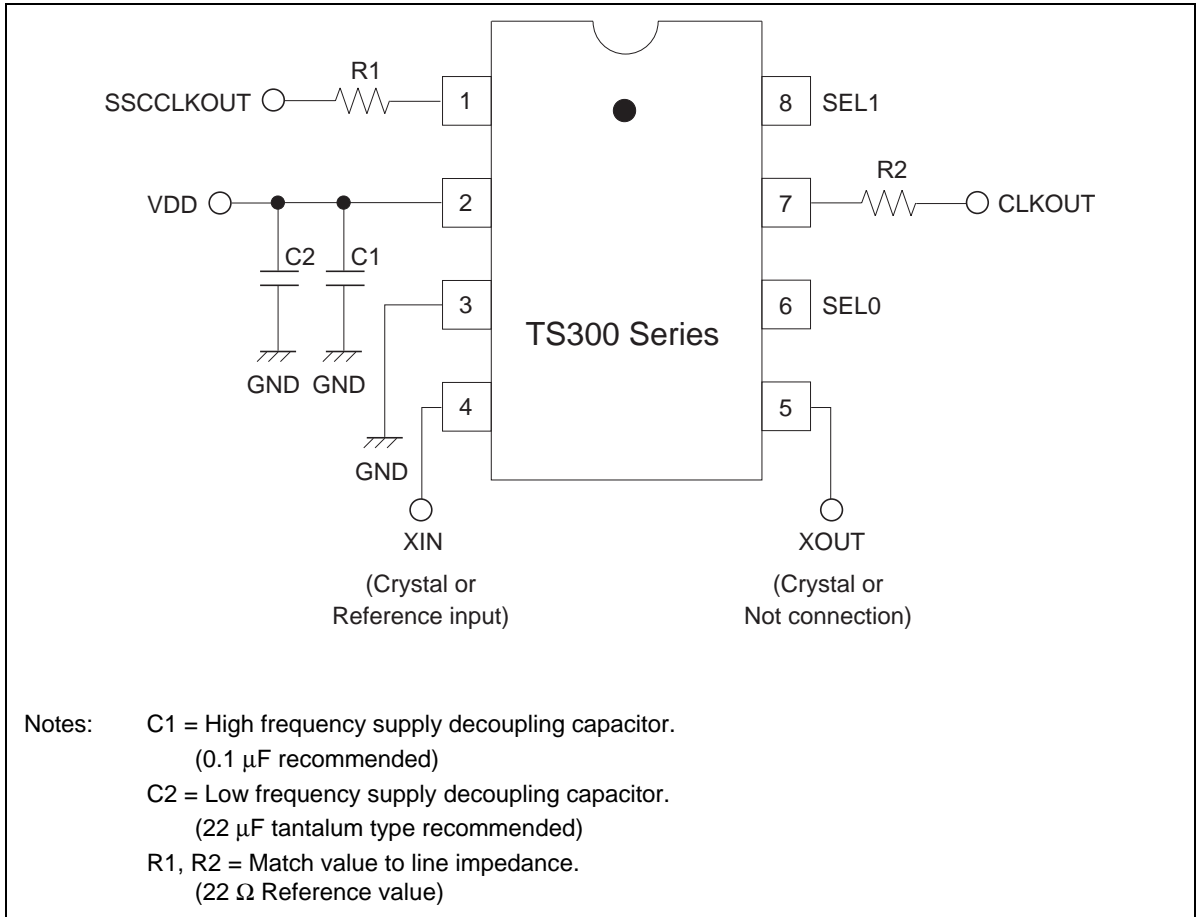 R1
SSCCLKOUT
1
8 SEL1
R2
VDD
2
7
CLKOUT
C2 C1
3
6 SEL0
TS300 Series
GND GND
4
5
GND
XIN
XOUT
(Crystal or
Reference input)
(Crystal or
Not connection)
Notes: C1 = High frequency supply decoupling capacitor.
(0.1 μF recommended)
C2 = Low frequency supply decoupling capacitor.
(22 μF tantalum type recommended)
R1, R2 = Match value to line impedance.
(22 Ω Reference value)